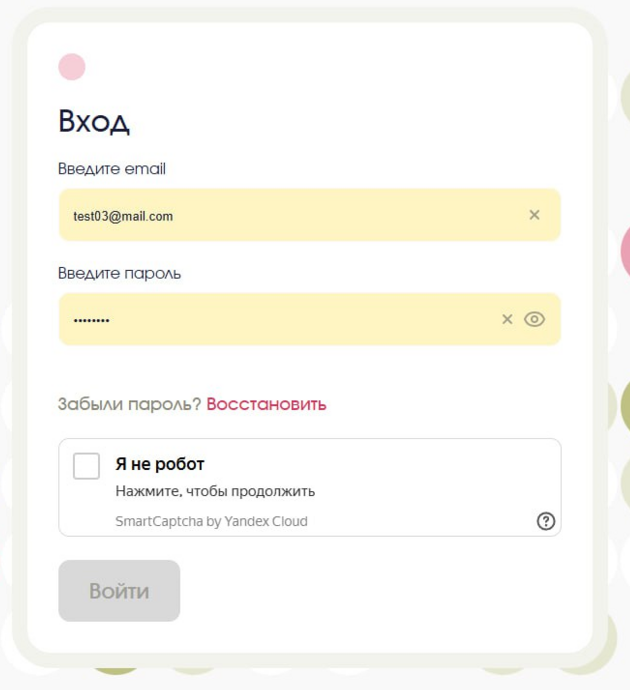 Вход
Введите email
test03@mail.com
Введите пароль
••••••••
Забыли пароль? Восстановить
Я не робот
Нажмите, чтобы продолжить
SmartCaptcha by Yandex Cloud
Войти